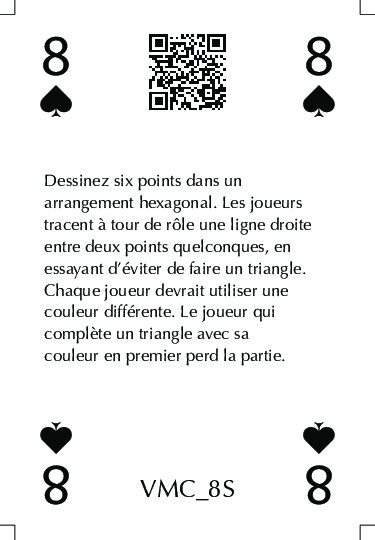 8 8
Dessinez six points dans un
arrangement hexagonal. Les joueurs
tracent à tour de rôle une ligne droite
entre deux points quelconques, en
essayant d’éviter de faire un triangle.
Chaque joueur devrait utiliser une
couleur différente. Le joueur qui
complète un triangle avec sa
couleur en premier perd la partie.
8 VMC_8S 8